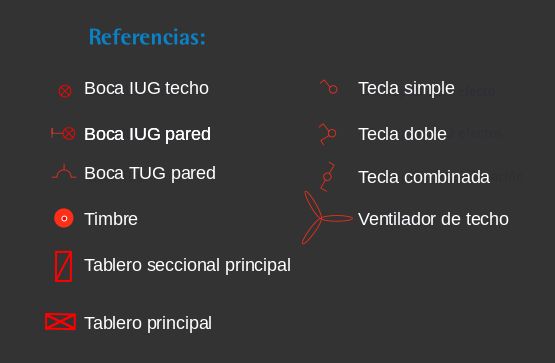 Referencias:
Boca IUG techo
Boca IUG pared
Boca TUG pared
Timbre
Tablero seccional principal
Tablero principal
Tecla simple
Tecla doble
Tecla combinada
Ventilador de techo